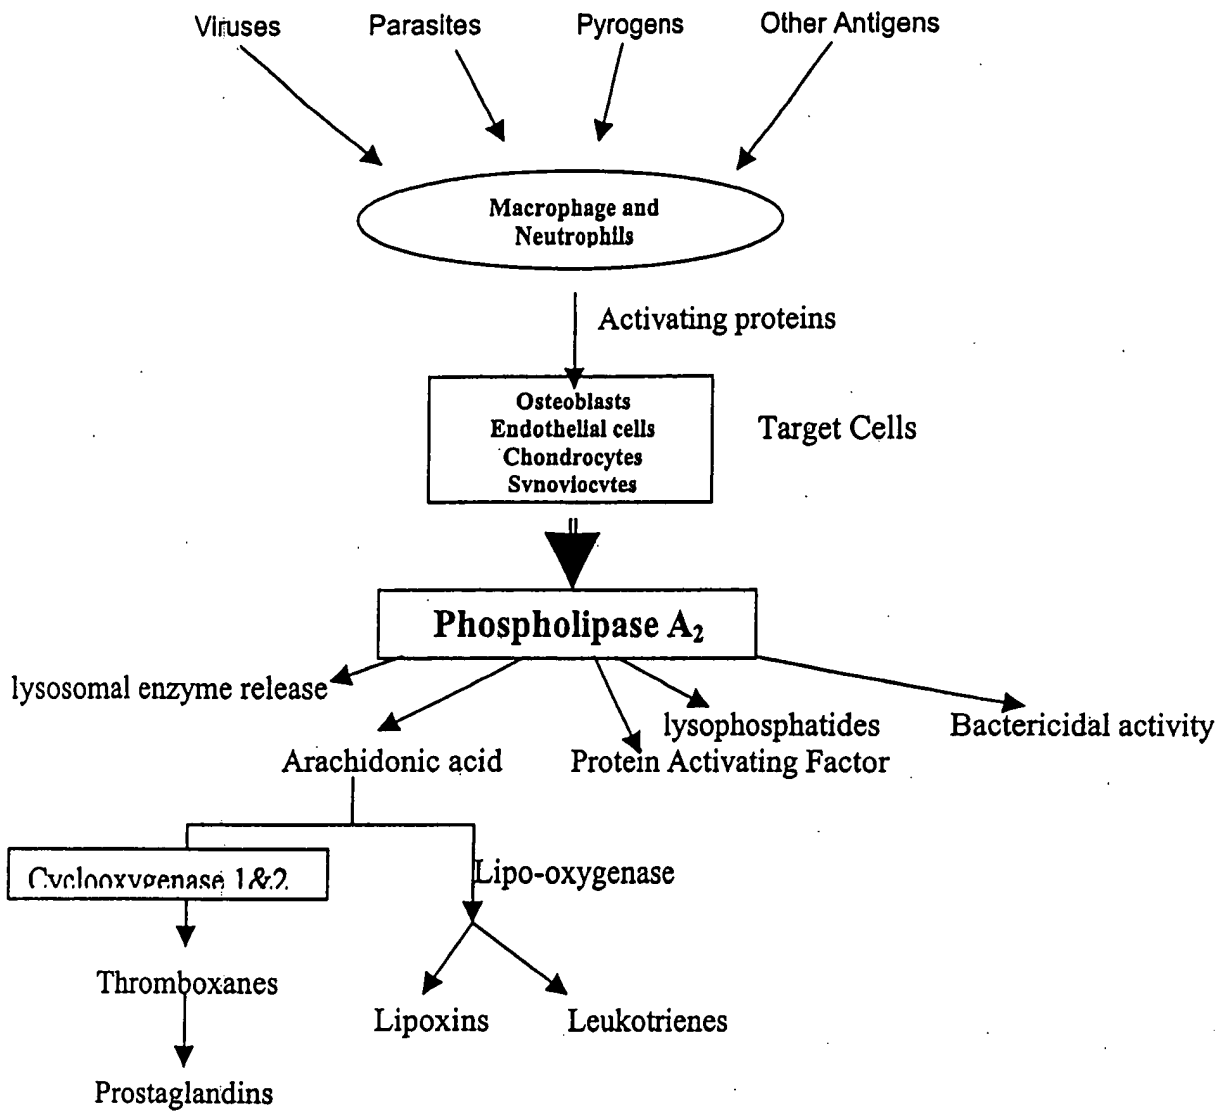 Viruses
Parasites
Pyrogens
Other Antigens
Macrophage and
Neutrophils
Activating proteins
Osteoblasts
Endothelial cells
Chondrocytes
Synoviocytes
Target Cells
Phospholipase A₂
lysosomal enzyme release
lysophosphatides
Bactericidal activity
Arachidonic acid
Protein Activating Factor
Cyclooxygenase 1&2
Lipo-oxygenase
Thromboxanes
Lipoxins
Leukotrienes
Prostaglandins